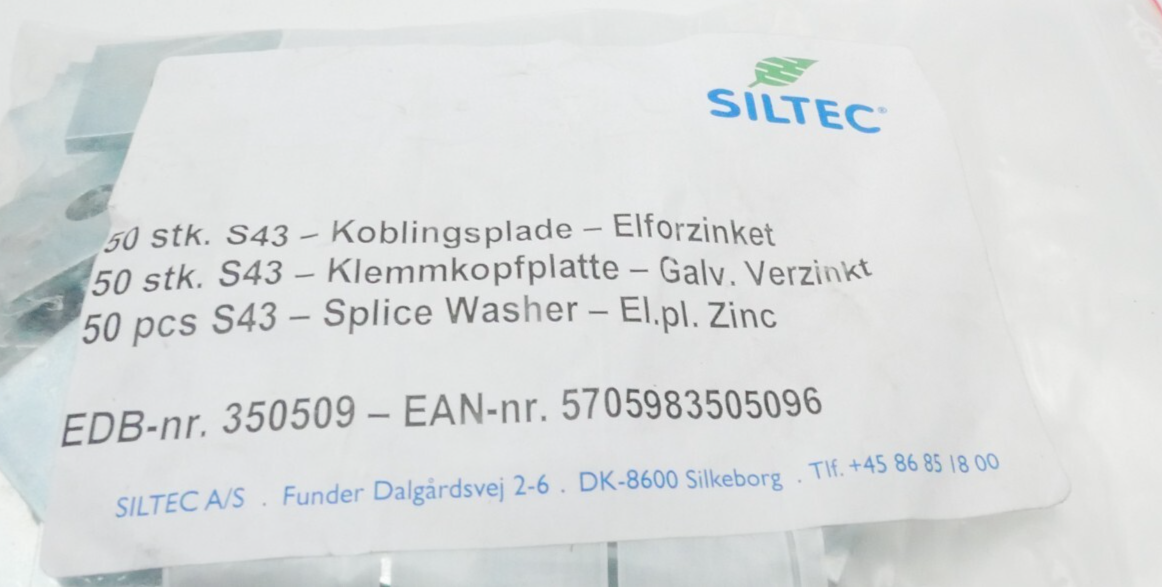 SILTEC®
50 stk. S43 – Koblingsplade – Elforzinket
50 stk. S43 – Klemmkopfplatte – Galv. Verzinkt
50 pcs S43 – Splice Washer – El.pl. Zinc
EDB-nr. 350509 – EAN-nr. 5705983505096
SILTEC A/S . Funder Dalgårdsvej 2-6 . DK-8600 Silkeborg . Tlf. +45 86 85 18 00